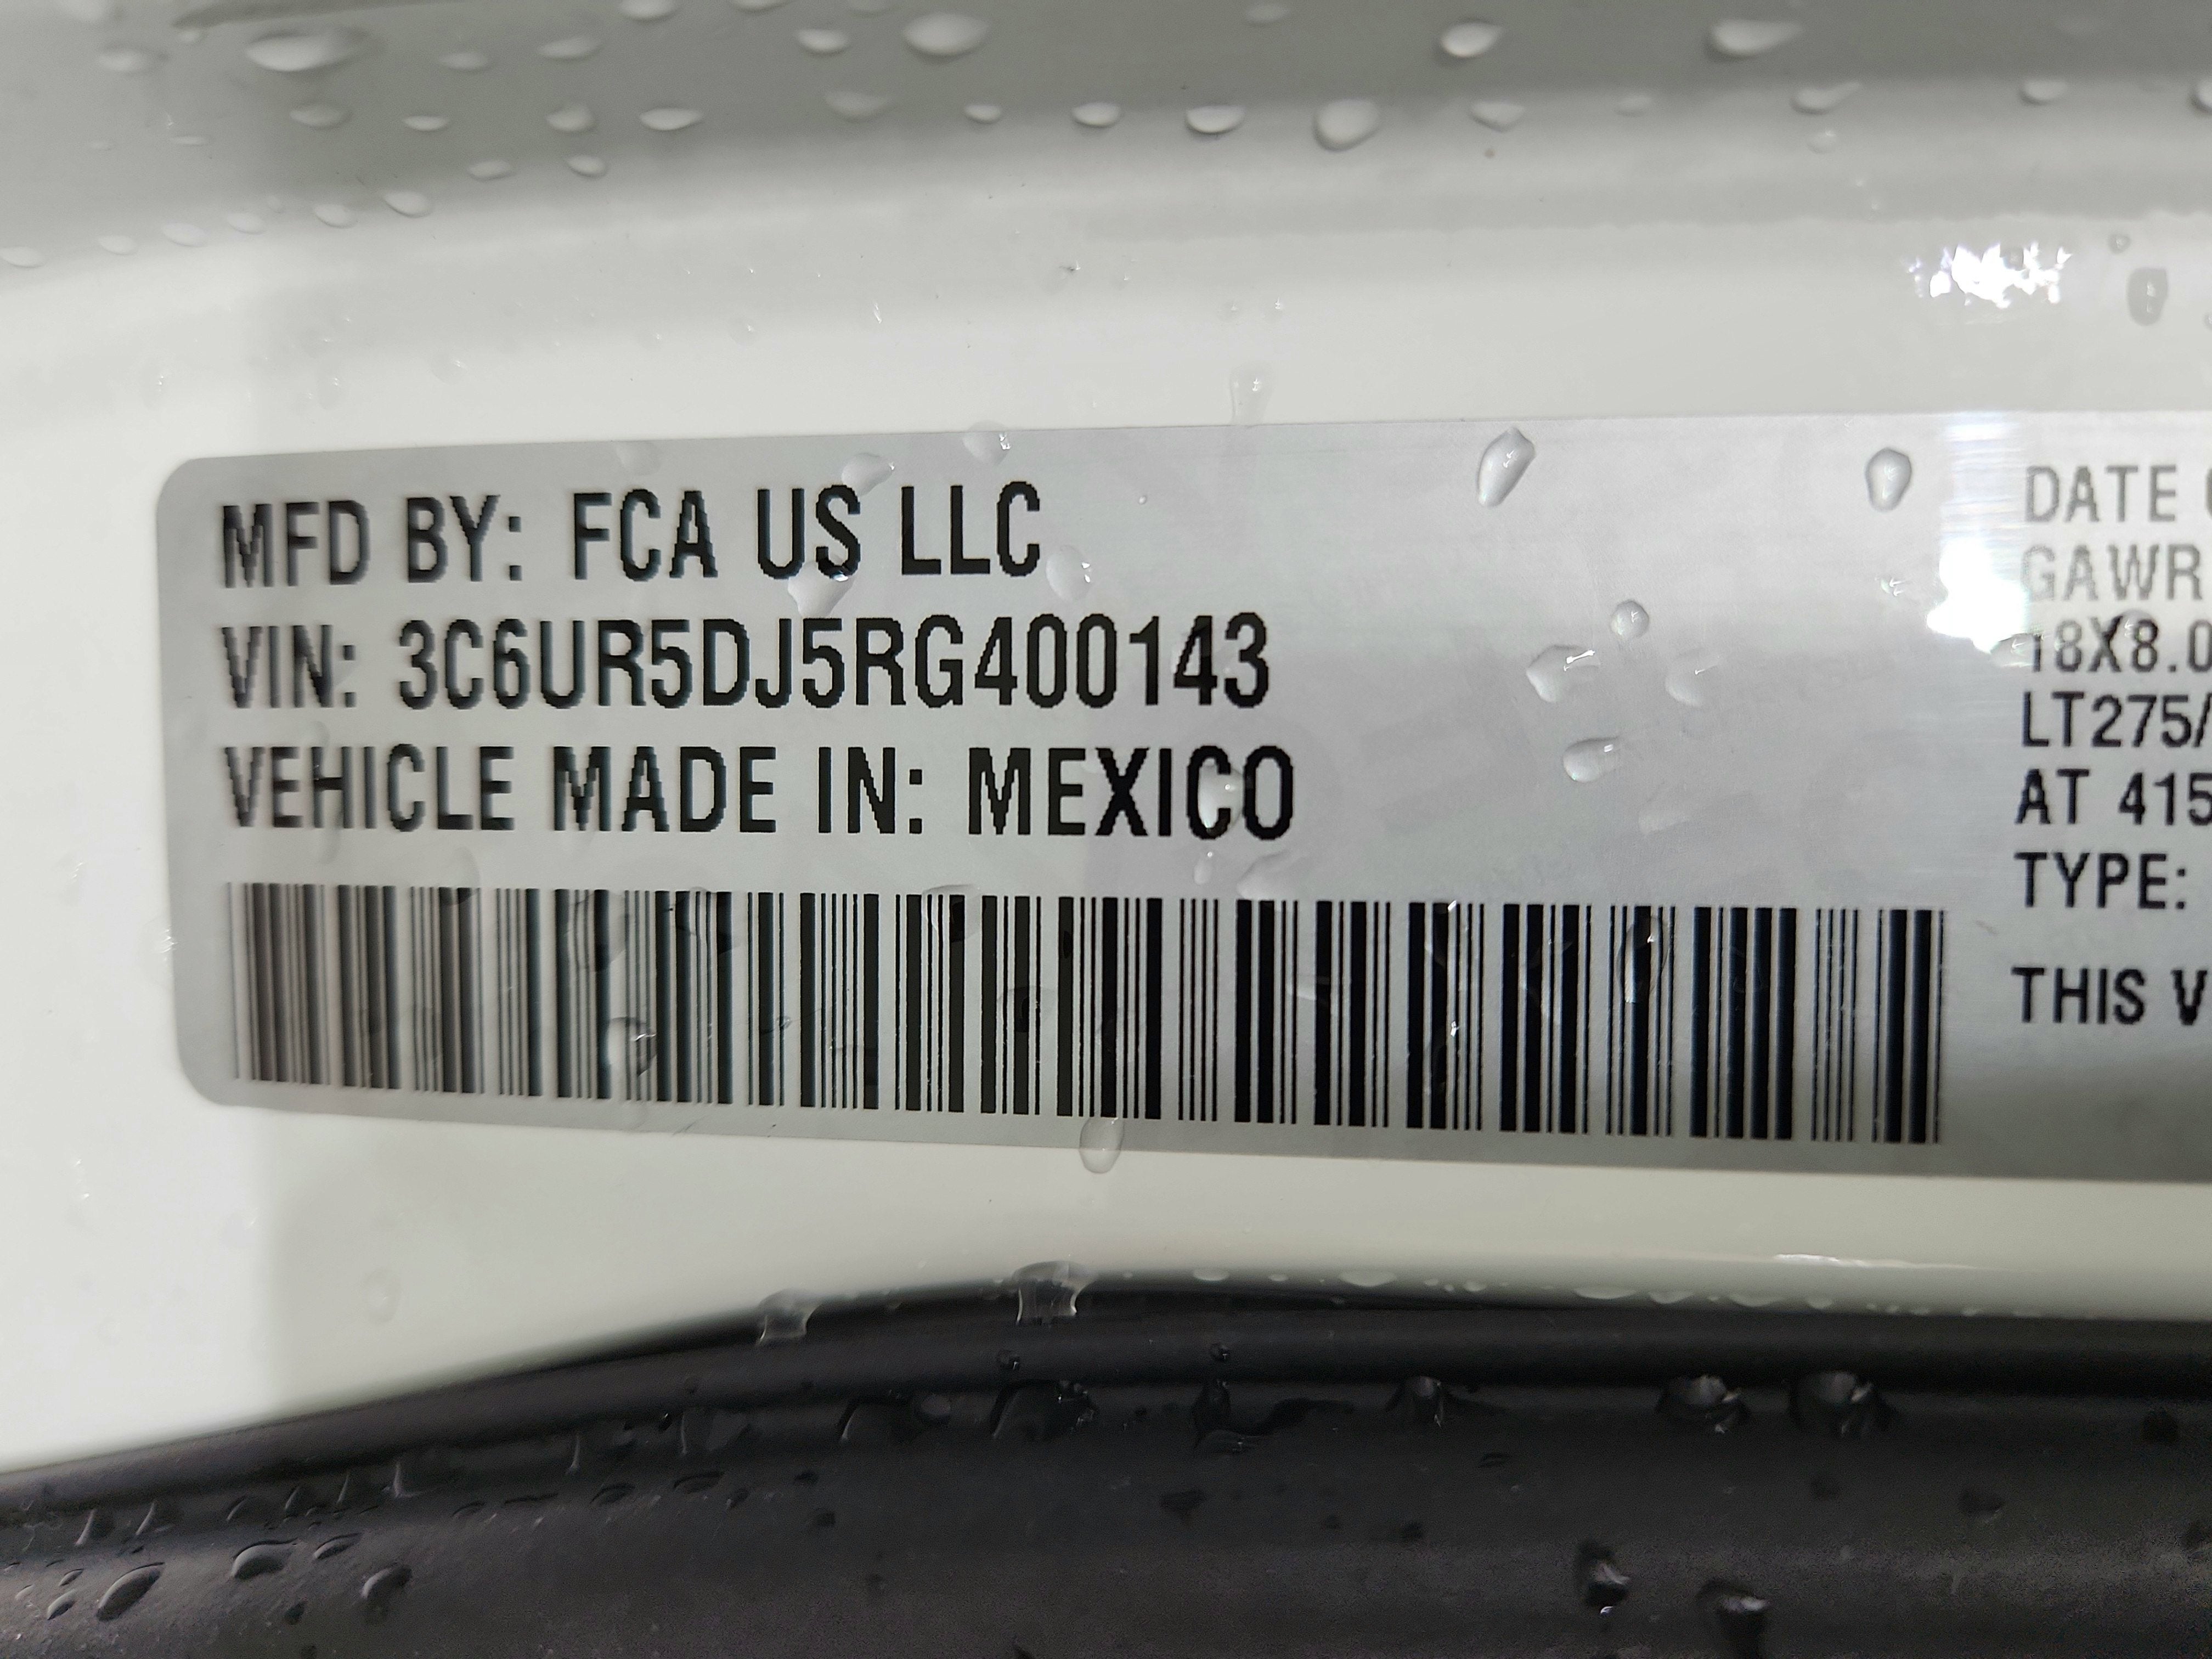 MFD BY: FCA US LLC
VIN: 3C6UR5DJ5RG400143
VEHICLE MADE IN: MEXICO
DATE
GAWR
18X8.0
LT275/
AT 415
TYPE:
THIS V